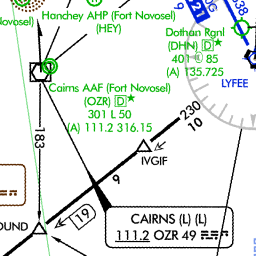 Hanchey AHP (Fort Novosel)
(HEY)
Dothan Rgnl
(DHN) D★
401 85
(A) 135.725
LYFEE
Cairns AAF (Fort Novosel)
(OZR) D★
301 L 50
(A) 111.2 316.15
183
230
10
IVGIF
9
19
OUND
CAIRNS (L) (L)
111.2 OZR 49